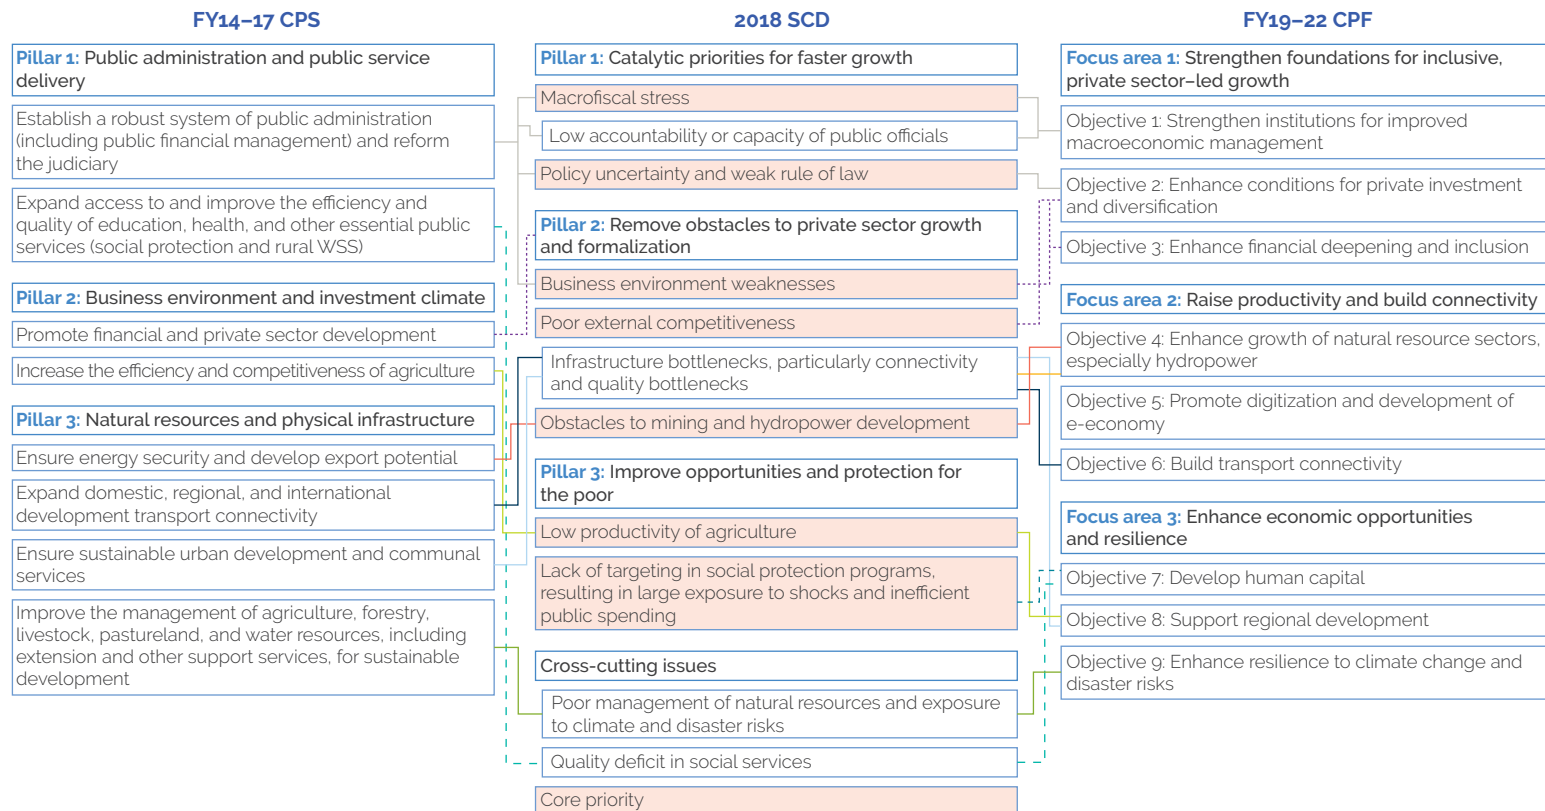 FY14–17 CPS
Pillar 1: Public administration and public service
delivery
Establish a robust system of public administration
(including public financial management) and reform
the judiciary
Expand access to and improve the efficiency and
quality of education, health, and other essential public
services (social protection and rural WSS)
Pillar 2: Business environment and investment climate
Promote financial and private sector development
Increase the efficiency and competitiveness of agriculture
Pillar 3: Natural resources and physical infrastructure
Ensure energy security and develop export potential
Expand domestic, regional, and international
development transport connectivity
Ensure sustainable urban development and communal
services
Improve the management of agriculture, forestry,
livestock, pastureland, and water resources, including
extension and other support services, for sustainable
development
2018 SCD
Pillar 1: Catalytic priorities for faster growth
Macrofiscal stress
Low accountability or capacity of public officials
Policy uncertainty and weak rule of law
Pillar 2: Remove obstacles to private sector growth
and formalization
Business environment weaknesses
Poor external competitiveness
Infrastructure bottlenecks, particularly connectivity
and quality bottlenecks
Obstacles to mining and hydropower development
Pillar 3: Improve opportunities and protection for
the poor
Low productivity of agriculture
Lack of targeting in social protection programs,
resulting in large exposure to shocks and inefficient
public spending
Cross-cutting issues
Poor management of natural resources and exposure
to climate and disaster risks
Quality deficit in social services
Core priority
FY19–22 CPF
Focus area 1: Strengthen foundations for inclusive,
private sector–led growth
Objective 1: Strengthen institutions for improved
macroeconomic management
Objective 2: Enhance conditions for private investment
and diversification
Objective 3: Enhance financial deepening and inclusion
Focus area 2: Raise productivity and build connectivity
Objective 4: Enhance growth of natural resource sectors,
especially hydropower
Objective 5: Promote digitization and development of
e-economy
Objective 6: Build transport connectivity
Focus area 3: Enhance economic opportunities
and resilience
Objective 7: Develop human capital
Objective 8: Support regional development
Objective 9: Enhance resilience to climate change and
disaster risks